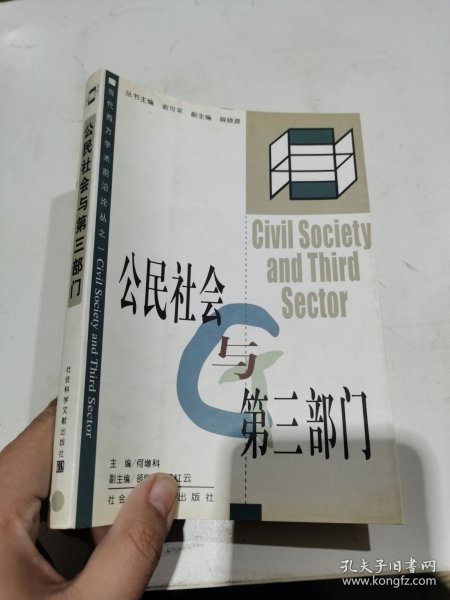 丛书主编 俞可平 副主编 薛晓源
Civil Society
and Third
Sector
公民社会
与
第三部门
主 编/何增科
副主编/
红云
社会
出版社
公民社会与第三部门
社会科学文献出版社
当代西方学术前沿论丛之一
Civil Society and Third Sector
孔夫子旧书网
www.kongfz.com